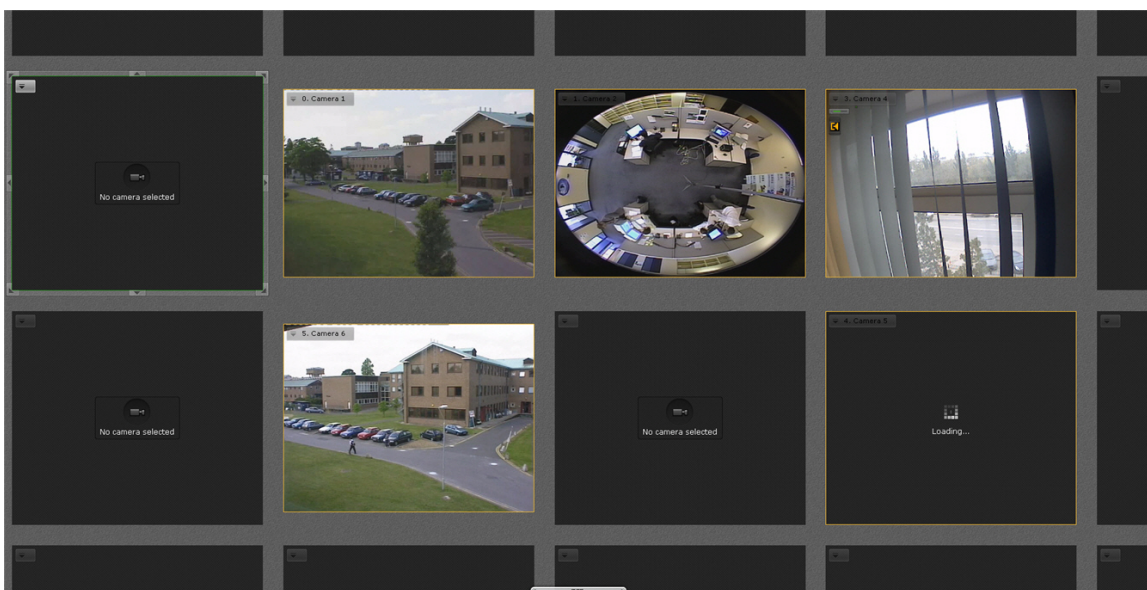 0. Camera 1
1. Camera 2
3. Camera 4
No camera selected
5. Camera 6
4. Camera 5
No camera selected
No camera selected
Loading...